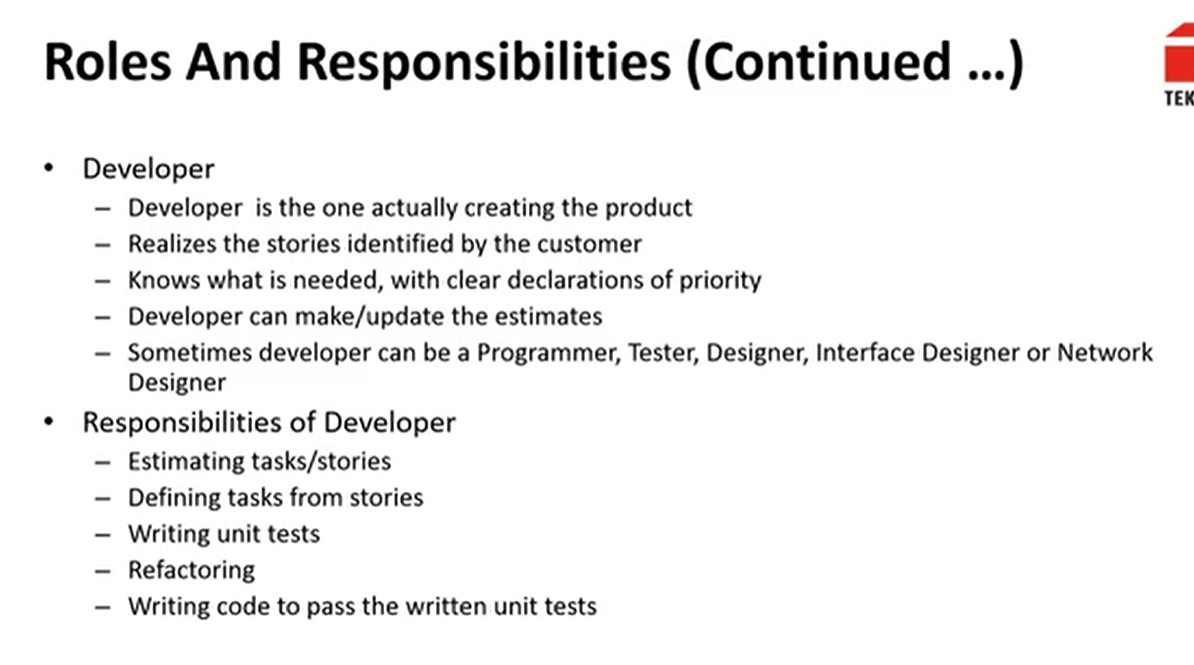 Roles And Responsibilities (Continued ...)
TEK
• Developer
– Developer is the one actually creating the product
– Realizes the stories identified by the customer
– Knows what is needed, with clear declarations of priority
– Developer can make/update the estimates
– Sometimes developer can be a Programmer, Tester, Designer, Interface Designer or Network
Designer
• Responsibilities of Developer
– Estimating tasks/stories
– Defining tasks from stories
– Writing unit tests
– Refactoring
– Writing code to pass the written unit tests